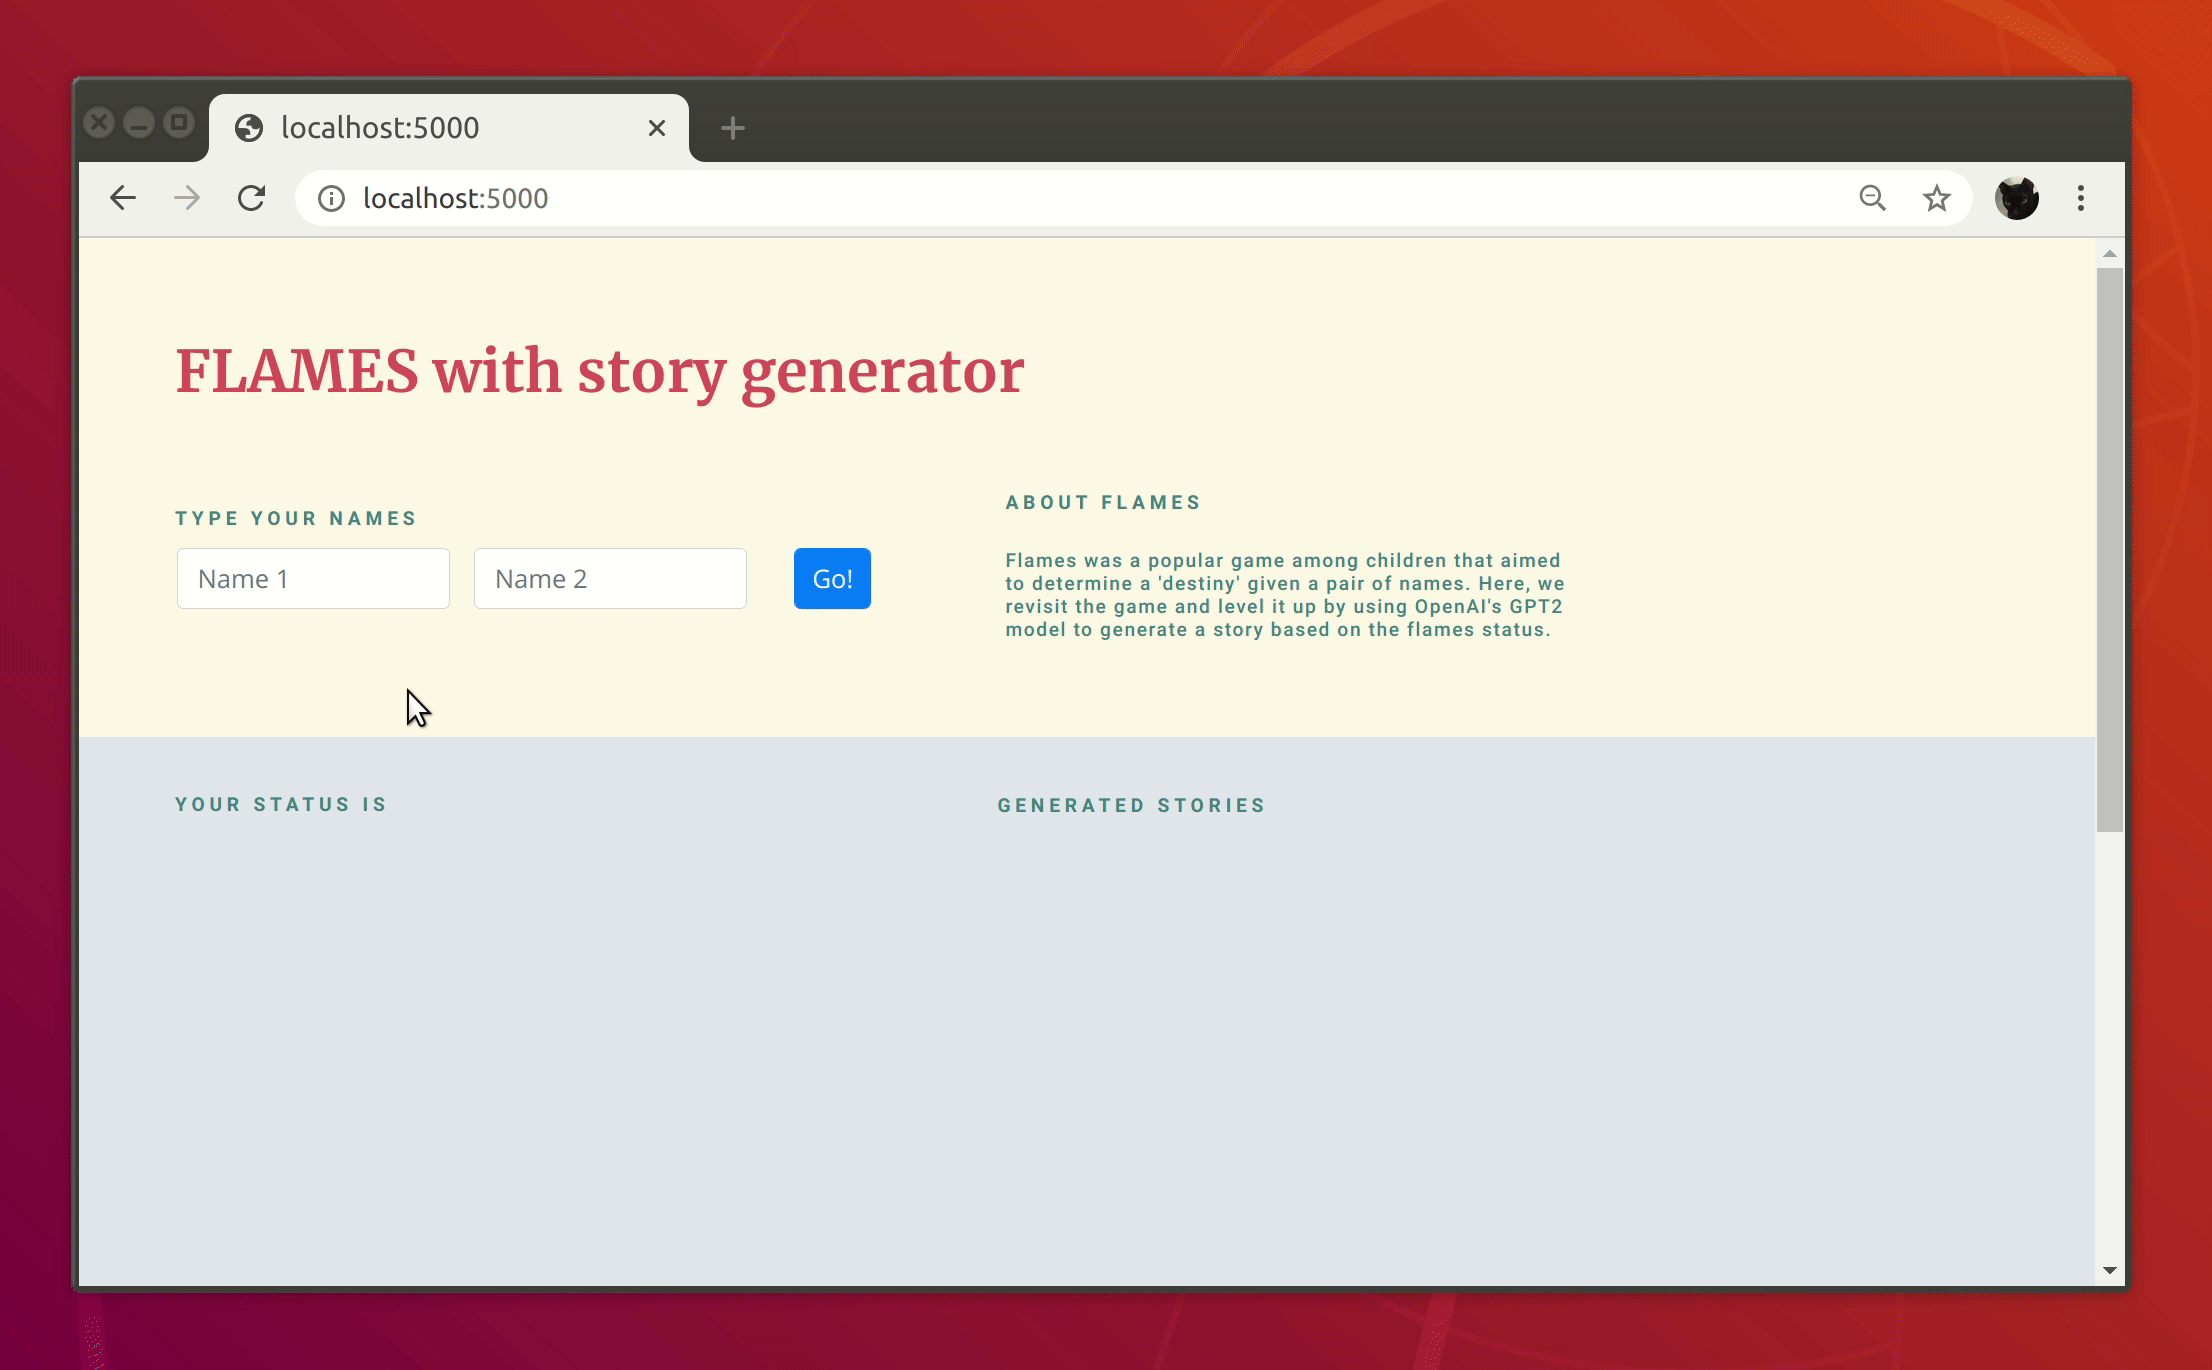 localhost:5000
localhost:5000
FLAMES with story generator
TYPE YOUR NAMES
Name 1
Name 2
Go!
ABOUT FLAMES
Flames was a popular game among children that aimed
to determine a 'destiny' given a pair of names. Here, we
revisit the game and level it up by using OpenAI's GPT2
model to generate a story based on the flames status.
YOUR STATUS IS
GENERATED STORIES